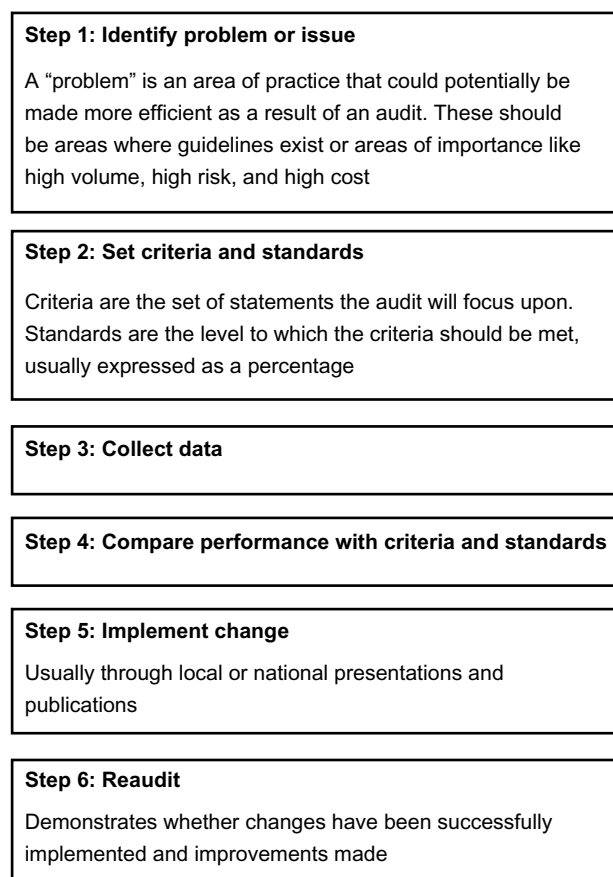 Step 1: Identify problem or issue
A “problem” is an area of practice that could potentially be
made more efficient as a result of an audit. These should
be areas where guidelines exist or areas of importance like
high volume, high risk, and high cost
Step 2: Set criteria and standards
Criteria are the set of statements the audit will focus upon.
Standards are the level to which the criteria should be met,
usually expressed as a percentage
Step 3: Collect data
Step 4: Compare performance with criteria and standards
Step 5: Implement change
Usually through local or national presentations and
publications
Step 6: Reaudit
Demonstrates whether changes have been successfully
implemented and improvements made